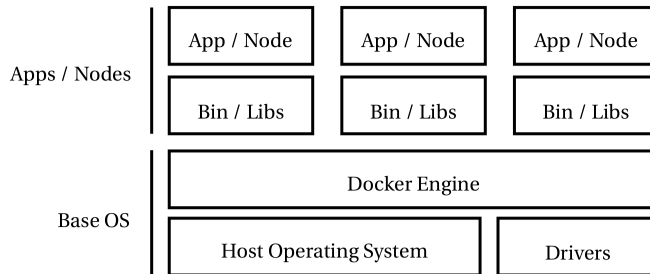 App / Node App / Node App / Node
Apps / Nodes
Bin / Libs Bin / Libs Bin / Libs
Docker Engine
Base OS
Host Operating System Drivers